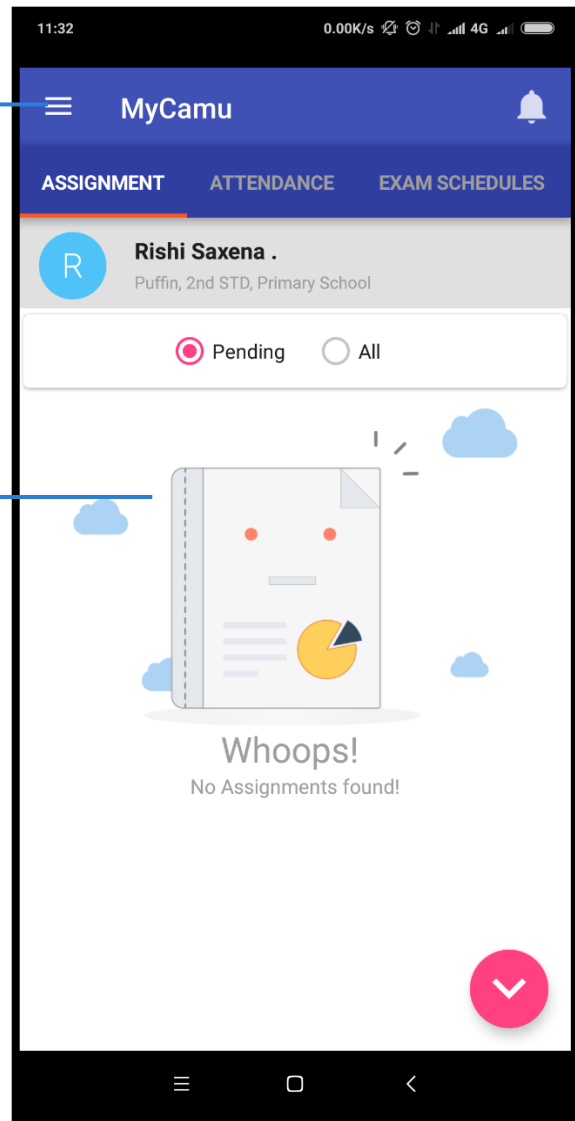 11:32 0.00K/s 4G
MyCamu
ASSIGNMENT ATTENDANCE EXAM SCHEDULES
R
Rishi Saxena .
Puffin, 2nd STD, Primary School
Pending All
Whoops!
No Assignments found!